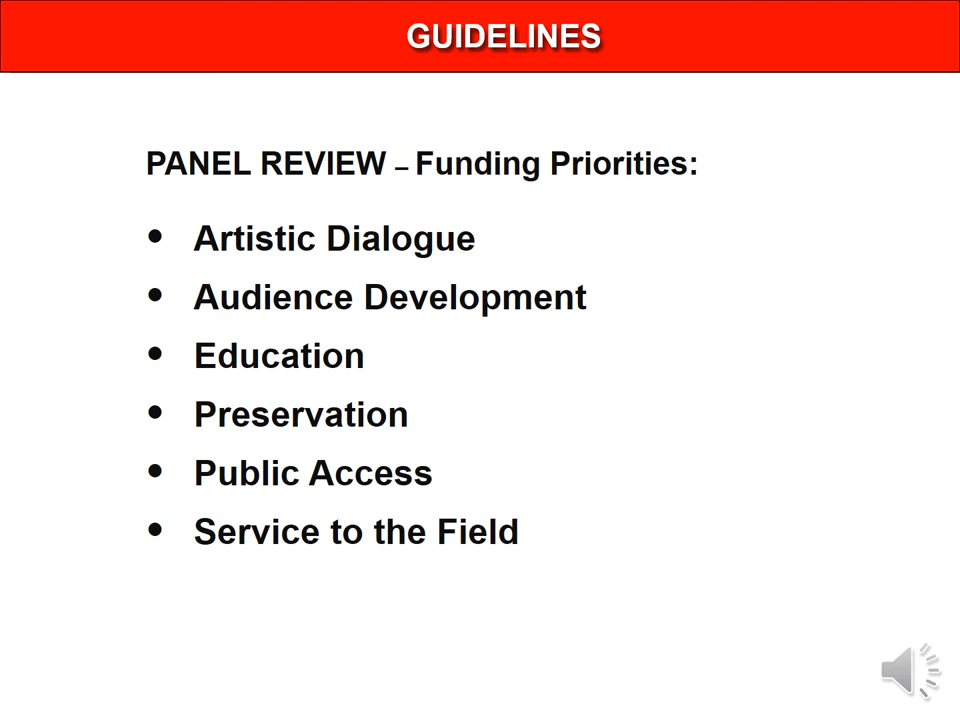 GUIDELINES
PANEL REVIEW – Funding Priorities:
• Artistic Dialogue
• Audience Development
• Education
• Preservation
• Public Access
• Service to the Field